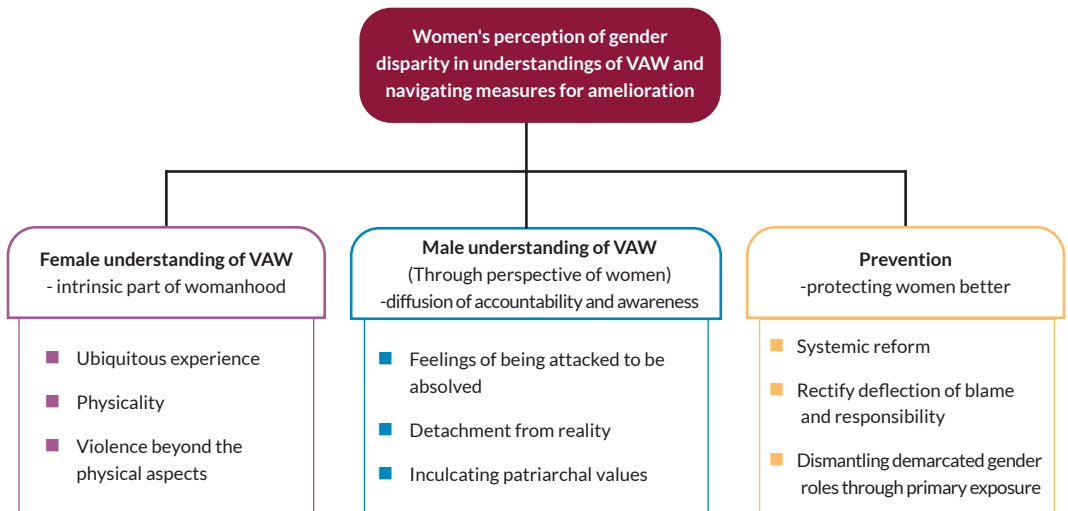 Women's perception of gender
disparity in understandings of VAW and
navigating measures for amelioration
Female understanding of VAW
- intrinsic part of womanhood
Ubiquitous experience
Physicality
Violence beyond the
physical aspects
Male understanding of VAW
(Through perspective of women)
-diffusion of accountability and awareness
Feelings of being attacked to be
absolved
Detachment from reality
Inculcating patriarchal values
Prevention
-protecting women better
Systemic reform
Rectify deflection of blame
and responsibility
Dismantling demarcated gender
roles through primary exposure